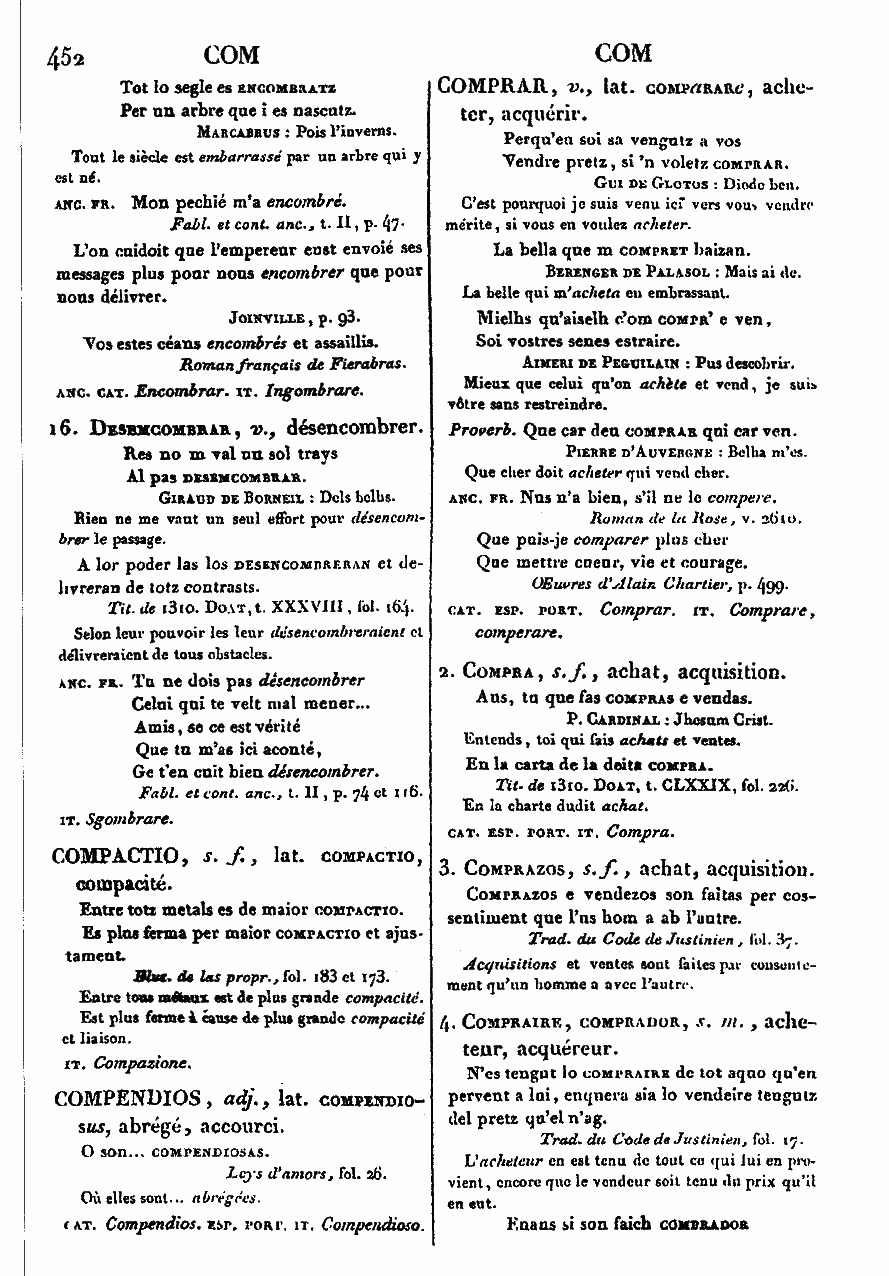 452 COM COM
Tot lo segle es ENCOMBRATZ
Per un arbre que i es nascutz.
MARCABRUS : Pois l'inverns.
Tout le siècle est embarrassé par un arbre qui y
est né.
ANC. FR. Mon pechié m'a encombré.
Fabl. et cont. anc., t. II, p. 47.
L'on cuidoit que l'empereur eust envoié ses
messages plus pour nous encombrer que pour
nous délivrer.
JOINVILLE, p. 93.
Vos estes céans encombrés et assaillis.
Roman français de Fierabras.
ANC. CAT. Encombrar. IT. Ingombrare.
16. DESEMCOMBRAR, v., désencombrer.
Res no m val un sol trays
Al pas DESEMCOMBRAR.
GIRAUD DE BORNEIL : Dels belhs.
Rien ne me vaut un seul effort pour désencom-
brer le passage.
A lor poder las los DESENCOMBRERAN et de-
livreran de totz contrasts.
Tit. de 1310. DOAT, t. XXXVIII, fol. 164.
Selon leur pouvoir les leur désencombreraient et
délivreraient de tous obstacles.
ANC. FR. Tu ne dois pas désencombrer
Celui qui te velt mal mener...
Amis, se ce est vérité
Que tu m'as ici aconté,
Ge t'en cuit bien désencombrer.
Fabl. et cont. anc., t. II, p. 74 et 116.
IT. Sgombrare.
COMPACTIO, s. f., lat. COMPACTIO,
compacité.
Entre totz metals es de maior COMPACTIO.
Es plus ferma per maior COMPACTIO et ajus-
tament.
Eluc. de las propr., fol. 183 et 173.
Entre tous métaux est de plus grande compacité.
Est plus ferme à cause de plus grande compacité
et liaison.
IT. Compazione.
COMPENDIOS, adj., lat. COMPENDIO-
sus, abrégé, accourci.
O son... COMPENDIOSAS.
Leys d'amors, fol. 26.
Où elles sont... abrégées.
CAT. Compendios. ESP. PORT. IT. Compendioso.
COMPRAR, v., lat. COMPaRARe, ache-
ter, acquérir.
Perqu'eu soi sa vengutz a vos
Vendre pretz, si 'n voletz COMPRAR.
GUI DE GLOTOS : Diode ben.
C'est pourquoi je suis venu ici vers vous vendre
mérite, si vous en voulez acheter.
La bella que m COMPRET baizan.
BERENGER DE PALASOL : Mais ai de.
La belle qui m'acheta en embrassant.
Mielhs qu'aiselh c'om COMPR' e ven,
Soi vostres senes estraire.
AIMERI DE PEGUILAIN : Pus descobrir.
Mieux que celui qu'on achète et vend, je suis
vôtre sans restreindre.
Proverb. Que car deu COMPRAR qui car ven.
PIERRE D'AUVERGNE : Belha m'es.
Que cher doit acheter qui vend cher.
ANC. FR. Nus n'a bien, s'il ne le compere.
Roman de la Rose, v. 2610.
Que puis-je comparer plus cher
Que mettre cueur, vie et courage.
Œuvres d'Alain Chartier, p. 499.
CAT. ESP. PORT. Comprar. IT. Comprare,
comperare.
2. COMPRA, s. f., achat, acquisition.
Aus, tu que fas COMPRAS e vendas.
P. CARDINAL : Jhesum Crist.
Entends, toi qui fais achats et ventes.
En la carta de la deita COMPRA.
Tit. de 1310. DOAT, t. CLXXIX, fol. 226.
En la charte dudit achat.
CAT. ESP. PORT. IT. Compra.
3. COMPRAZOS, s. f., achat, acquisition.
COMPRAZOS e vendezos son faitas per cos-
sentiment que l'us hom a ab l'autre.
Trad. du Code de Justinien, fol. 37.
Acquisitions et ventes sont faites par consente-
ment qu'un homme a avec l'autre.
4. COMPRAIRE, COMPRADOR, s. m., ache-
teur, acquéreur.
N'es tengut lo COMPRAIRE de tot aquo qu'en
pervent a lui, enquera sia lo vendeire tengutz
del pretz qu'el n'ag.
Trad. du Code de Justinien, fol. 17.
L'acheteur en est tenu de tout ce qui lui en pro-
vient, encore que le vendeur soit tenu du prix qu'il
en eut.
Enans si son faich COMBRADOR